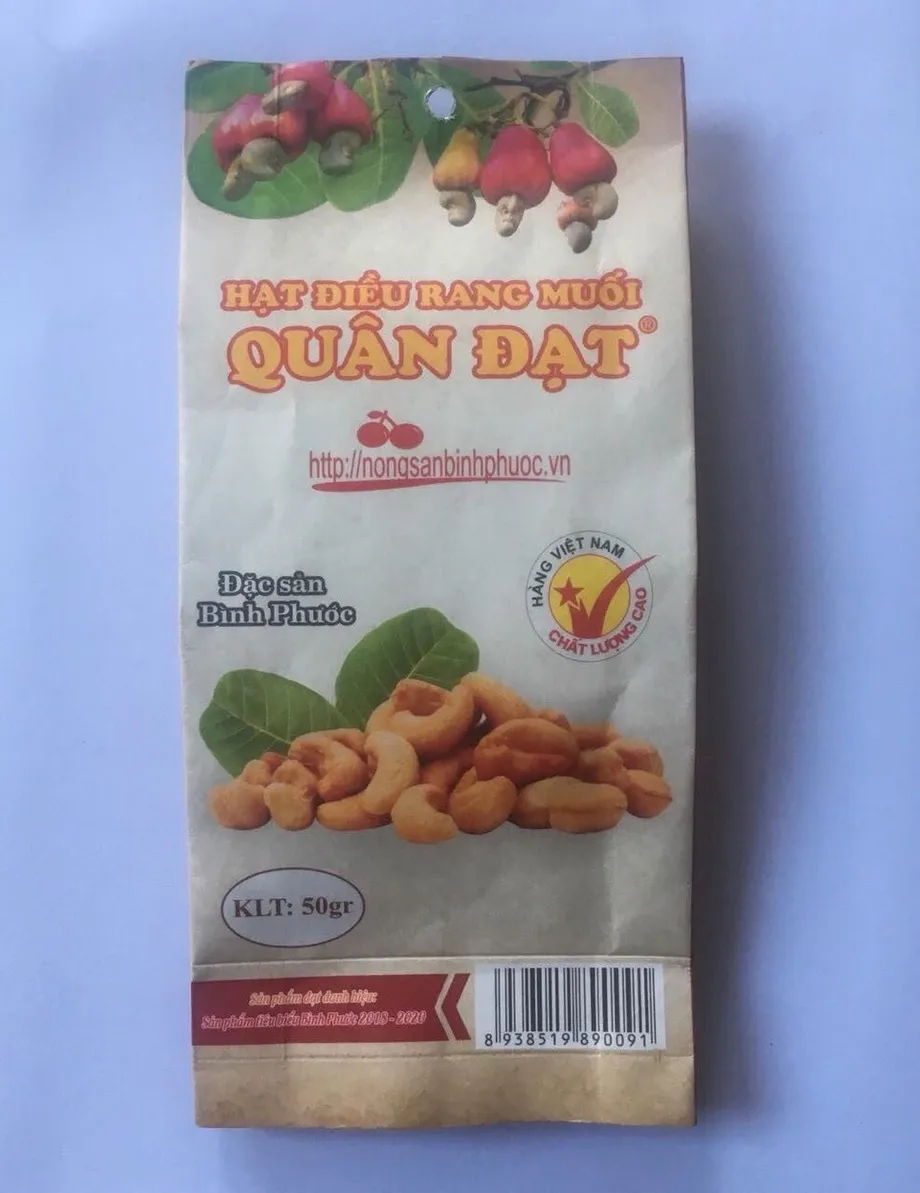 HẠT ĐIỀU RANG MUỐI
QUÂN ĐẠT®
http://nongsanbinhphuoc.vn
Đặc sản
Bình Phước
HÀNG VIỆT NAM
CHẤT LƯỢNG CAO
KLT: 50gr
Sản phẩm đạt danh hiệu:
Sản phẩm tiêu biểu Bình Phước 2018 - 2020
8 938519 890091